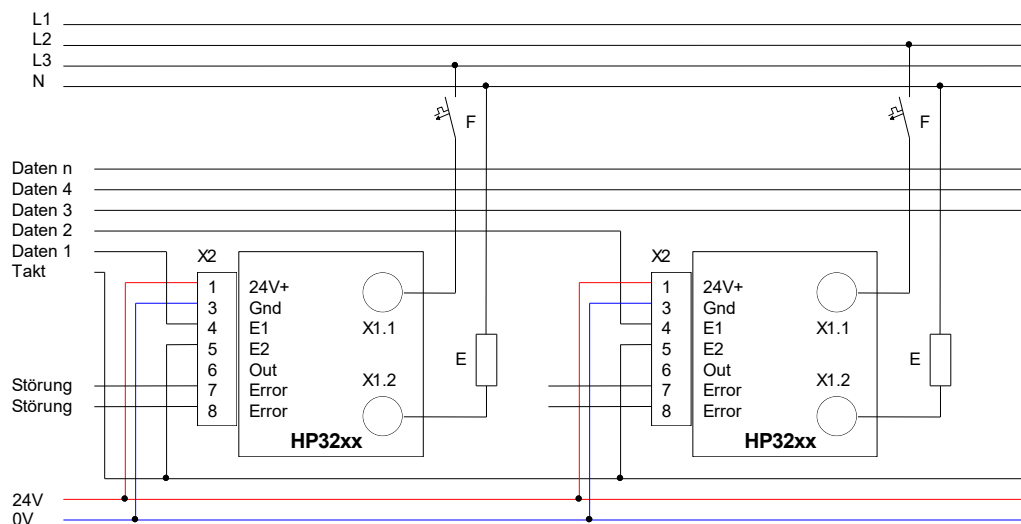 L1
L2
L3
N
F
F
Daten n
Daten 4
Daten 3
Daten 2
Daten 1
Takt
X2
1 24V+
3 Gnd
4 E1
5 E2
6 Out
7 Error
8 Error
X1.1
X1.2
HP32xx
E
X2
1 24V+
3 Gnd
4 E1
5 E2
6 Out
7 Error
8 Error
X1.1
X1.2
HP32xx
E
Störung
Störung
24V
0V